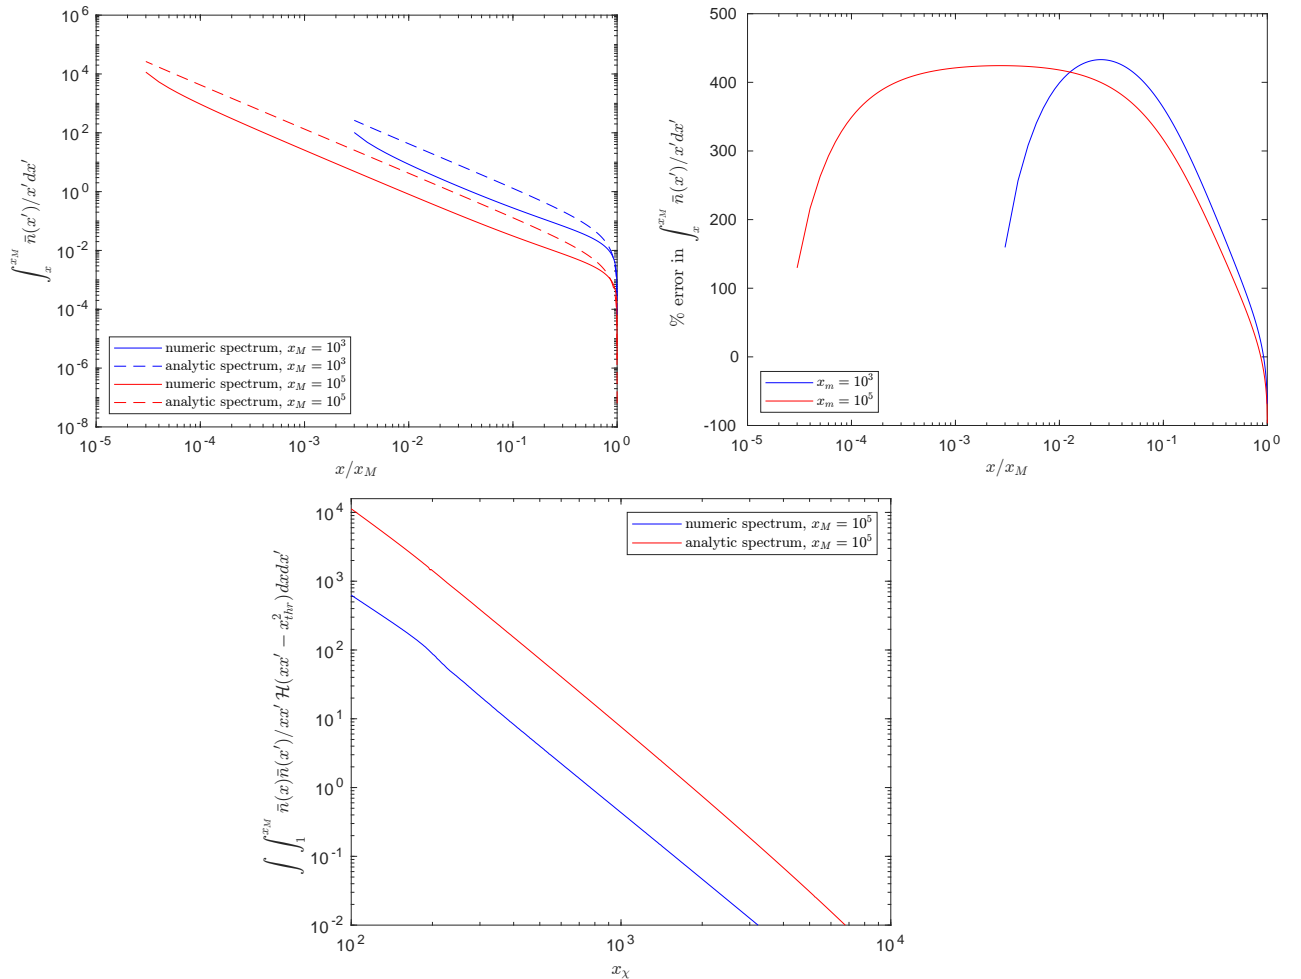 10^6
10^4
10^2
10^0
10^-2
10^-4
10^-6
10^-8
∫_x^{x_M} n̄(x')/x'dx'
numeric spectrum, x_M = 10^3
analytic spectrum, x_M = 10^3
numeric spectrum, x_M = 10^5
analytic spectrum, x_M = 10^5
10^-5 10^-4 10^-3 10^-2 10^-1 10^0
x/x_M
500
400
300
200
100
0
-100
% error in ∫_x^{x_M} n̄(x')/x'dx'
x_m = 10^3
x_m = 10^5
10^-5 10^-4 10^-3 10^-2 10^-1 10^0
x/x_M
10^4
10^3
10^2
10^1
10^0
10^-1
10^-2
∫∫_1^{x_M} n̄(x)n̄(x')/xx' H(xx' − x_{thr}^2)dxdx'
numeric spectrum, x_M = 10^5
analytic spectrum, x_M = 10^5
10^2 10^3 10^4
x_χ